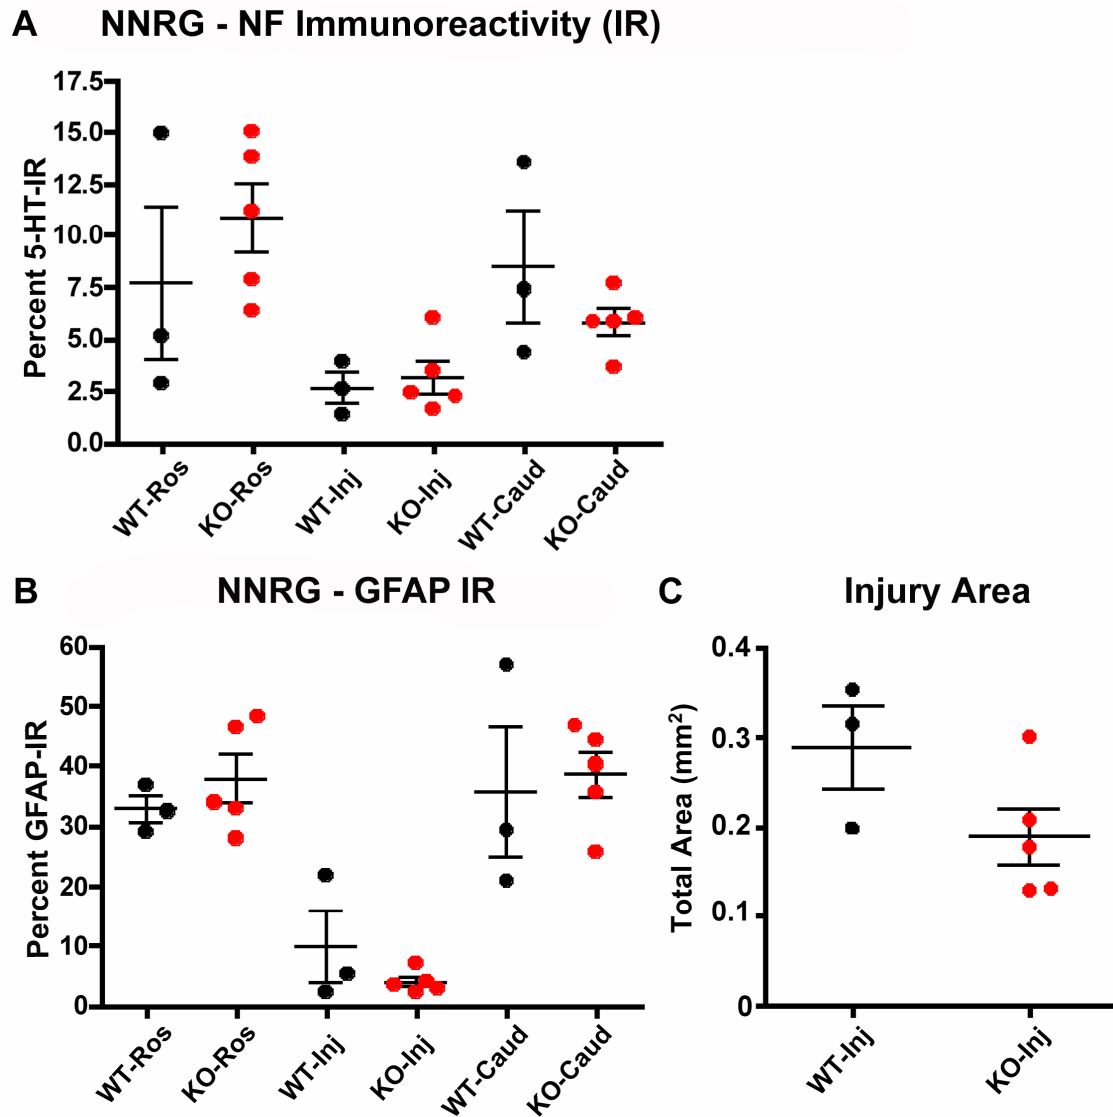 A NNRG - NF Immunoreactivity (IR)
Percent 5-HT-IR
17.5
15.0
12.5
10.0
7.5
5.0
2.5
0.0
WT-Ros
KO-Ros
WT-Inj
KO-Inj
WT-Caud
KO-Caud
B NNRG - GFAP IR
Percent GFAP-IR
60
50
40
30
20
10
0
WT-Ros
KO-Ros
WT-Inj
KO-Inj
WT-Caud
KO-Caud
C Injury Area
Total Area (mm²)
0.4
0.3
0.2
0.1
0
WT-Inj
KO-Inj